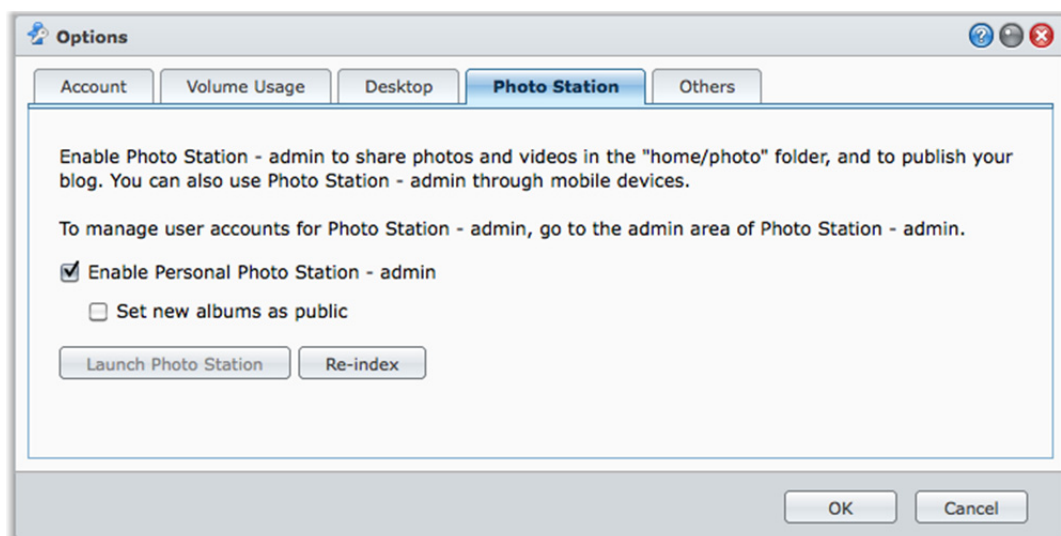 Options
Account
Volume Usage
Desktop
Photo Station
Others
Enable Photo Station - admin to share photos and videos in the "home/photo" folder, and to publish your
blog. You can also use Photo Station - admin through mobile devices.
To manage user accounts for Photo Station - admin, go to the admin area of Photo Station - admin.
Enable Personal Photo Station - admin
Set new albums as public
Launch Photo Station
Re-index
OK
Cancel